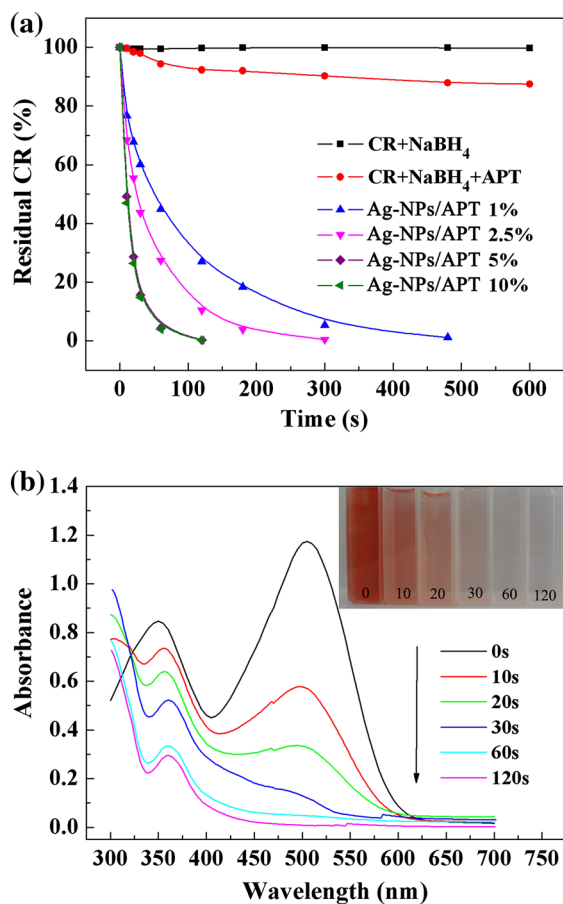 (a)
100
80
60
40
20
0
Residual CR (%)
CR+NaBH4
CR+NaBH4+APT
Ag-NPs/APT 1%
Ag-NPs/APT 2.5%
Ag-NPs/APT 5%
Ag-NPs/APT 10%
0 100 200 300 400 500 600
Time (s)
(b)
1.4
1.2
1.0
0.8
0.6
0.4
0.2
0.0
Absorbance
0 10 20 30 60 120
0s
10s
20s
30s
60s
120s
300 350 400 450 500 550 600 650 700 750
Wavelength (nm)